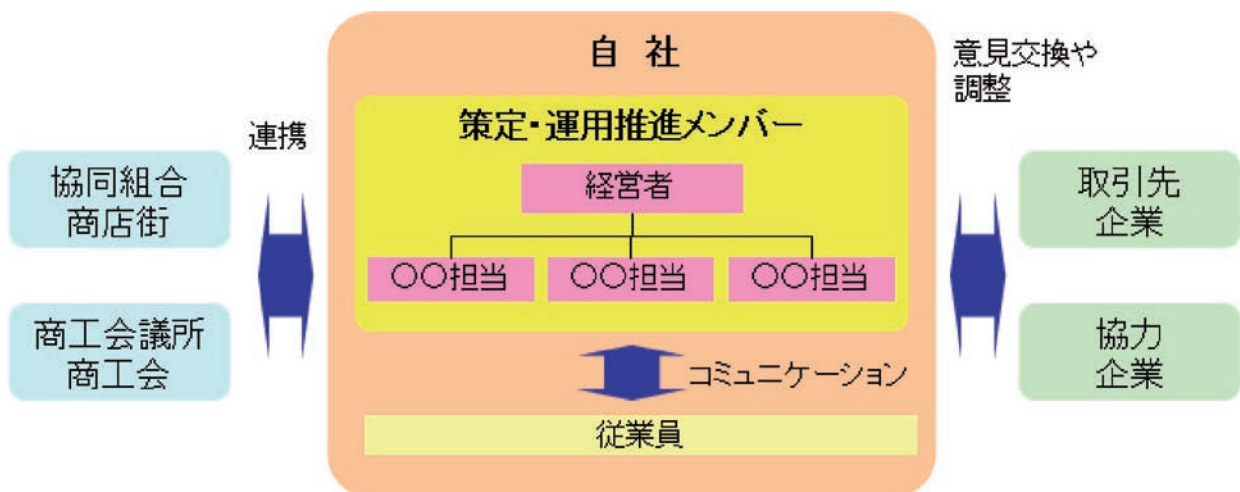 自 社
策定・運用推進メンバー
経営者
〇〇担当
〇〇担当
〇〇担当
コミュニケーション
従業員
連携
協同組合
商店街
商工会議所
商工会
意見交換や
調整
取引先
企業
協力
企業